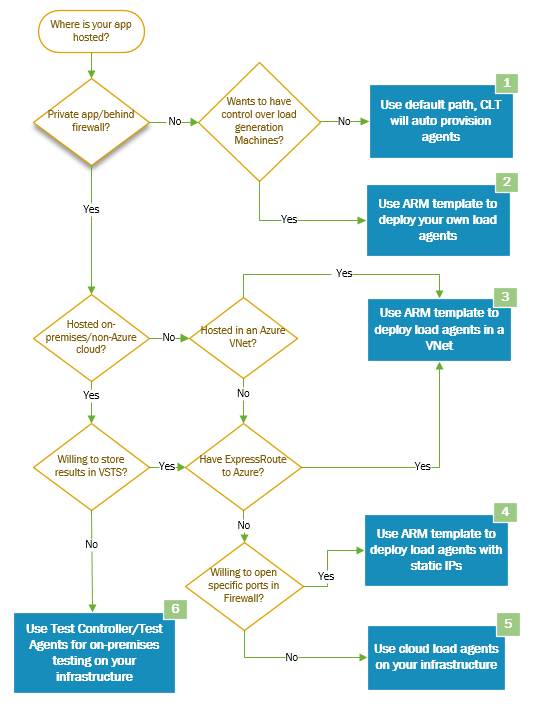 Where is your app
hosted?
Private app/behind
firewall?
No
Wants to have
control over load
generation
Machines?
No
1
Use default path, CLT
will auto provision
agents
Yes
2
Use ARM template to
deploy your own load
agents
Yes
Hosted on-
premises/non-Azure
cloud?
No
Hosted in an Azure
VNet?
Yes
3
Use ARM template to
deploy load agents in a
VNet
Yes
No
Willing to store
results in VSTS?
Yes
Have ExpressRoute
to Azure?
Yes
No
No
4
Use ARM template to
deploy load agents with
static IPs
Willing to open
specific ports in
Firewall?
Yes
6
Use Test Controller/Test
Agents for on-premises
testing on your
infrastructure
No
5
Use cloud load agents
on your infrastructure